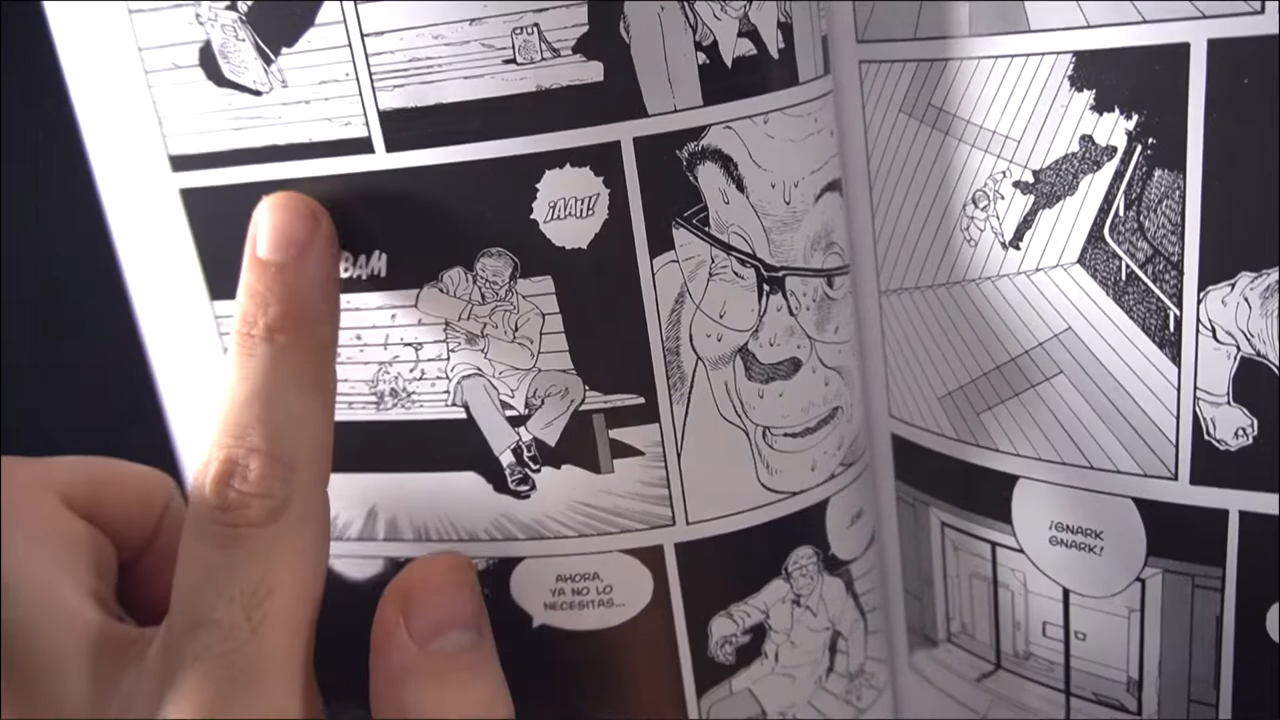 ¡AAH!
BAM
AHORA,
YA NO LO
NECESITAS...
¡GNARK
GNARK!